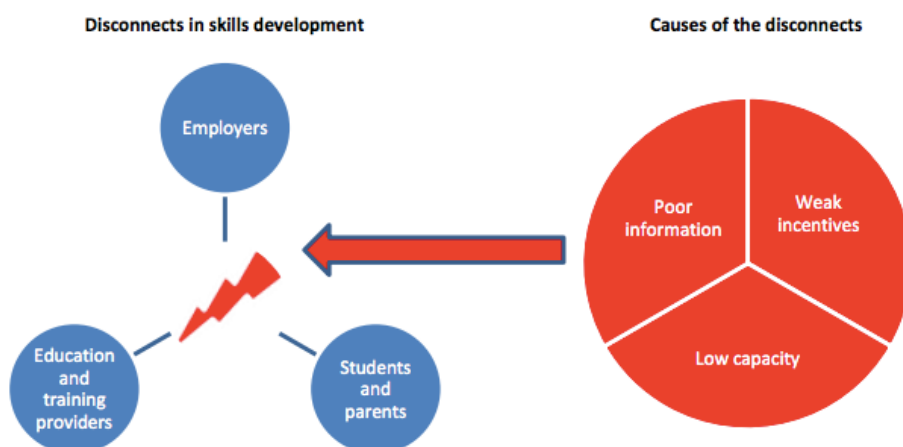 Disconnects in skills development
Causes of the disconnects
Employers
Education
and
training
providers
Students
and
parents
Poor
information
Weak
incentives
Low capacity